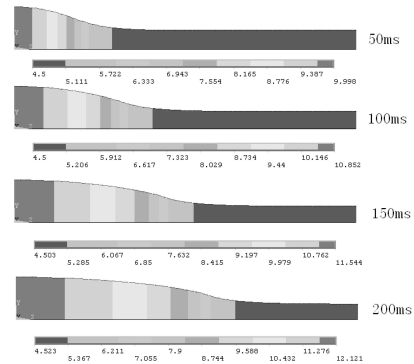 50ms
4.5 5.722 6.943 8.165 9.387
5.111 6.333 7.554 8.776 9.998
100ms
4.5 5.912 7.323 8.734 10.146
5.206 6.617 8.029 9.44 10.852
150ms
4.503 6.067 7.632 9.197 10.762
5.285 6.85 8.415 9.979 11.544
200ms
4.523 6.211 7.9 9.588 11.276
5.367 7.055 8.744 10.432 12.121